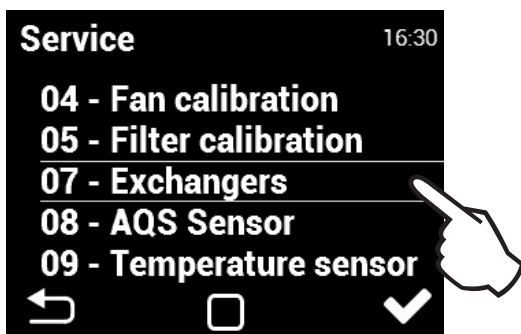 Service 16:30
04 - Fan calibration
05 - Filter calibration
07 - Exchangers
08 - AQS Sensor
09 - Temperature sensor